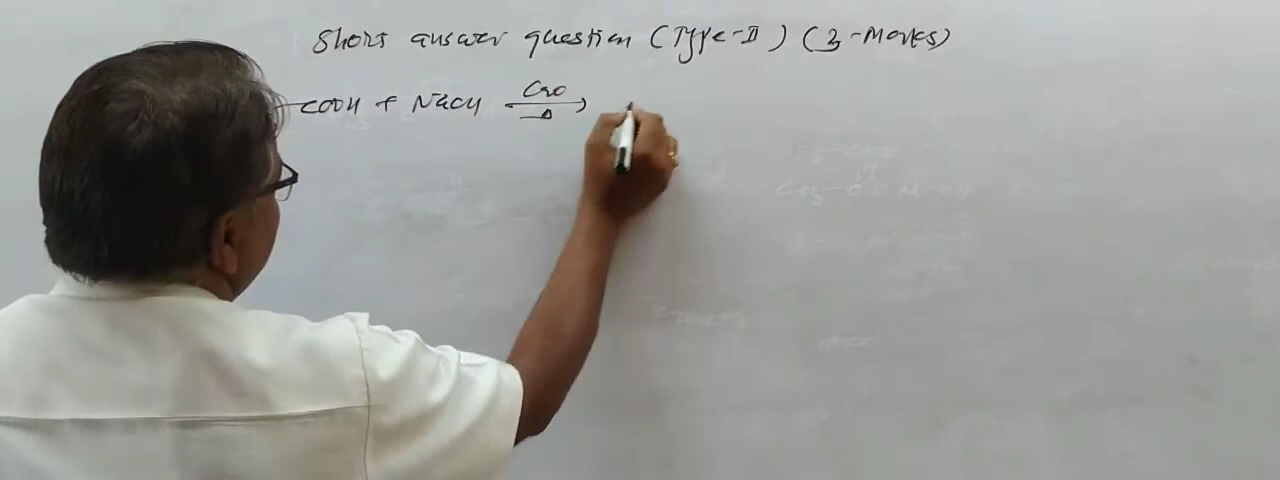 Short answer question (Type-II) (3-Marks)
-COOH + NaOH CaO
Δ